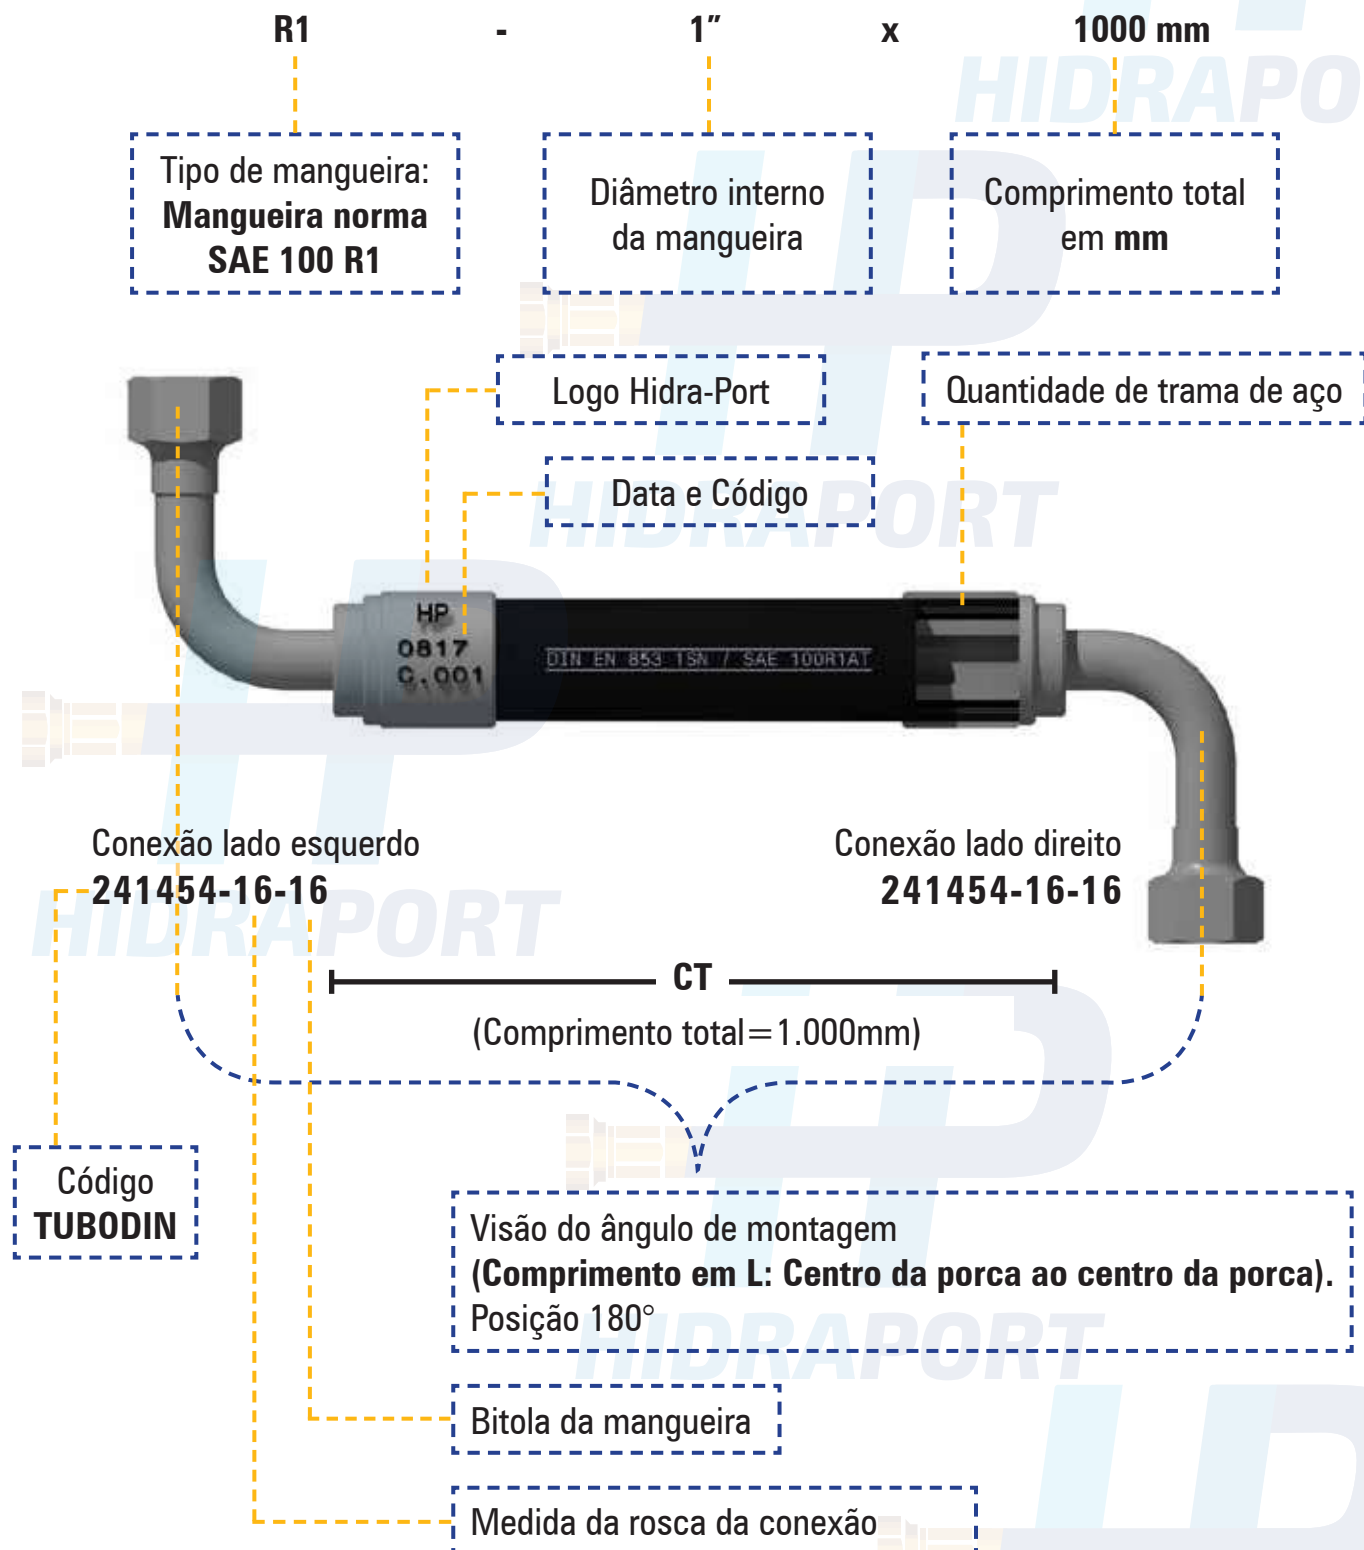 R1 - 1” x 1000 mm
HIDRAPO
Tipo de mangueira:
Mangueira norma
SAE 100 R1
Diâmetro interno
da mangueira
Comprimento total
em mm
HP
Logo Hidra-Port
Quantidade de trama de aço
Data e Código
HIDRAPORT
HP
0817
C.001
DIN EN 853 1SN / SAE 100R1AT
HP
Conexão lado esquerdo
241454-16-16
Conexão lado direito
241454-16-16
HIDRAPORT
CT
(Comprimento total=1.000mm)
HP
Código
TUBODIN
Visão do ângulo de montagem
(Comprimento em L: Centro da porca ao centro da porca).
Posição 180°
HIDRAPORT
Bitola da mangueira
Medida da rosca da conexão